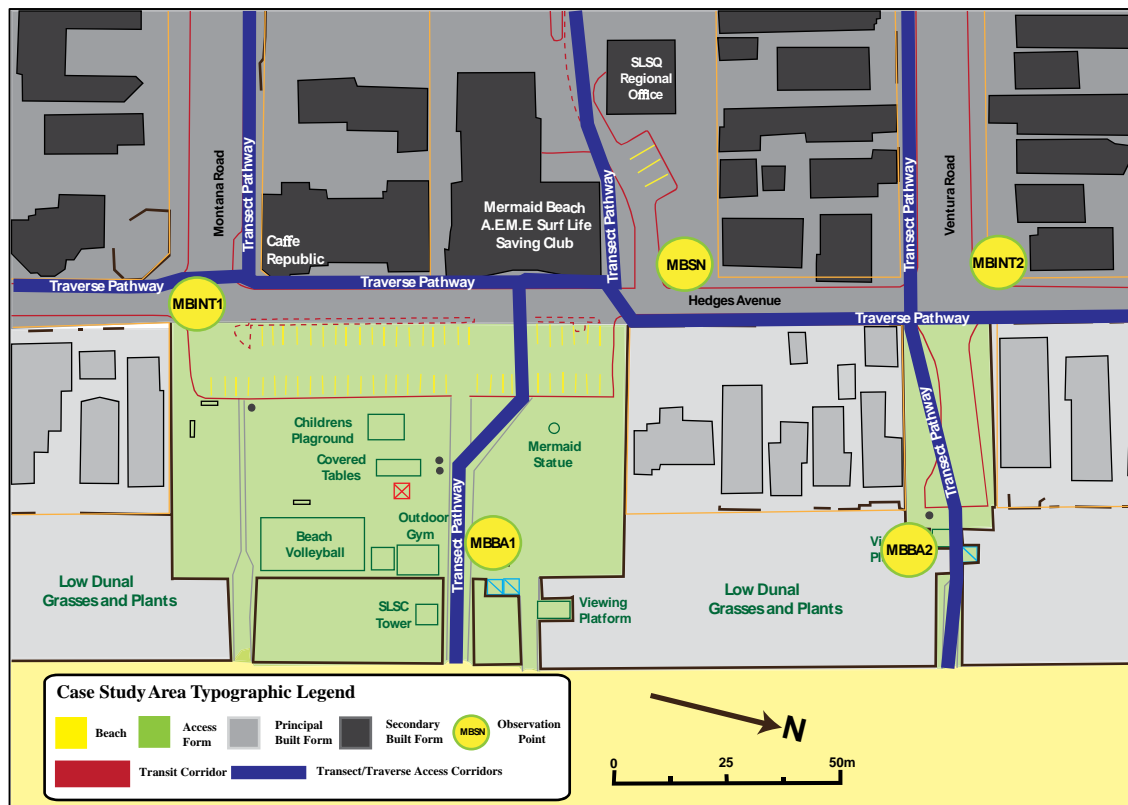 SLSQ
Regional
Office
Montana Road
Transect Pathway
Transect Pathway
Transect Pathway
Ventura Road
Mermaid Beach
A.E.M.E. Surf Life
Saving Club
Caffe
Republic
MBSN
MBINT2
Traverse Pathway
Traverse Pathway
MBINT1
Hedges Avenue
Traverse Pathway
Childrens
Plaground
Mermaid
Statue
Covered
Tables
Transect Pathway
Transect Pathway
Outdoor
Gym
Beach
Volleyball
MBBA1
Vi
Pl
MBBA2
Low Dunal
Grasses and Plants
SLSC
Tower
Viewing
Platform
Low Dunal
Grasses and Plants
Case Study Area Typographic Legend
Beach
Access
Form
Principal
Built Form
Secondary
Built Form
MBSN
Observation
Point
Transit Corridor
Transect/Traverse Access Corridors
N
0
25
50m